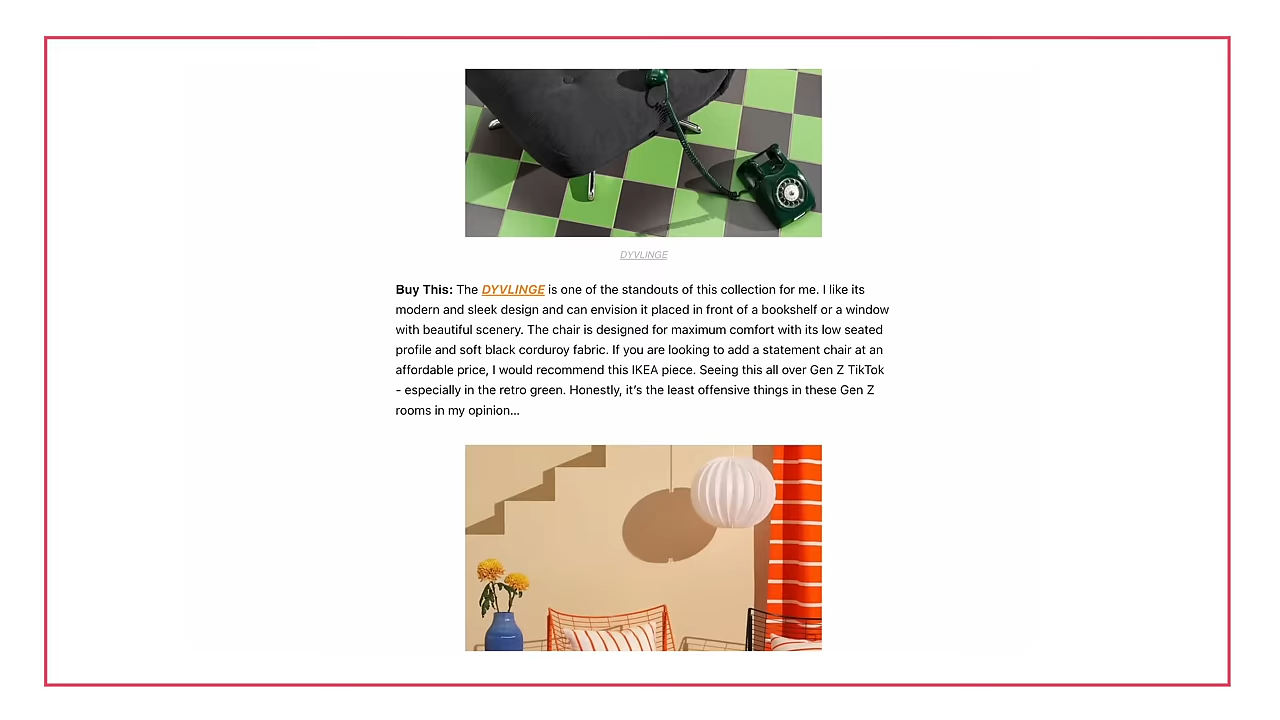 DYVLINGE
Buy This: The DYVLINGE is one of the standouts of this collection for me. I like its
modern and sleek design and can envision it placed in front of a bookshelf or a window
with beautiful scenery. The chair is designed for maximum comfort with its low seated
profile and soft black corduroy fabric. If you are looking to add a statement chair at an
affordable price, I would recommend this IKEA piece. Seeing this all over Gen Z TikTok
- especially in the retro green. Honestly, it’s the least offensive things in these Gen Z
rooms in my opinion...